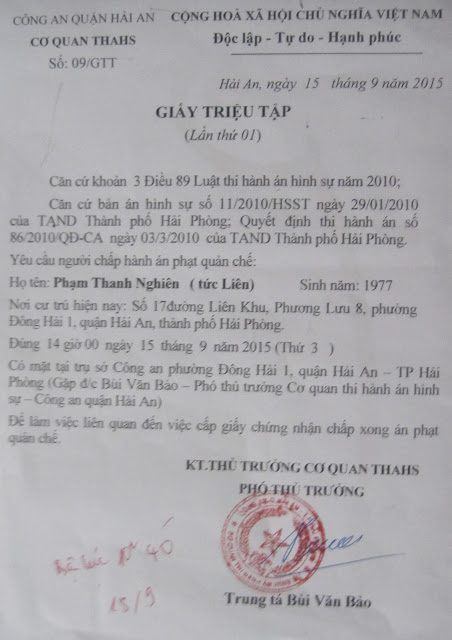 CÔNG AN QUẬN HẢI AN
CƠ QUAN THAHS
Số: 09/GTT
CỘNG HOÀ XÃ HỘI CHỦ NGHĨA VIỆT NAM
Độc lập - Tự do - Hạnh phúc
Hải An, ngày 15 tháng 9 năm 2015
GIẤY TRIỆU TẬP
(Lần thứ 01)
Căn cứ khoản 3 Điều 89 Luật thi hành án hình sự năm 2010;
Căn cứ bản án hình sự số 11/2010/HSST ngày 29/01/2010
của TAND Thành phố Hải Phòng; Quyết định thi hành án số
86/2010/QĐ-CA ngày 03/3/2010 của TAND Thành phố Hải Phòng.
Yêu cầu người chấp hành án phạt quản chế:
Họ tên: Phạm Thanh Nghiên ( tức Liên) Sinh năm: 1977
Nơi cư trú hiện nay: Số 17đường Liên Khu, Phương Lưu 8, phường
Đông Hải 1, quận Hải An, thành phố Hải Phòng.
Đúng 14 giờ 00 ngày 15 tháng 9 năm 2015 (Thứ 3 )
Có mặt tại trụ sở Công an phường Đông Hải 1, quận Hải An – TP Hải
Phòng (Gặp đ/c Bùi Văn Bảo – Phó thủ trưởng Cơ quan thi hành án hình
sự – Công an quận Hải An)
Để làm việc liên quan đến việc cấp giấy chứng nhận chấp xong án phạt
quản chế.
KT.THỦ TRƯỞNG CƠ QUAN THAHS
PHÓ THỦ TRƯỞNG
15/9
Trung tá Bùi Văn Bảo